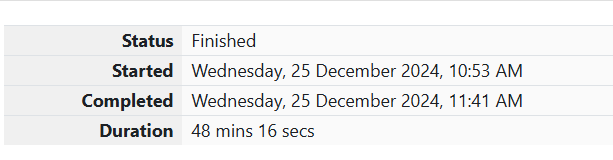 Status Finished
Started Wednesday, 25 December 2024, 10:53 AM
Completed Wednesday, 25 December 2024, 11:41 AM
Duration 48 mins 16 secs